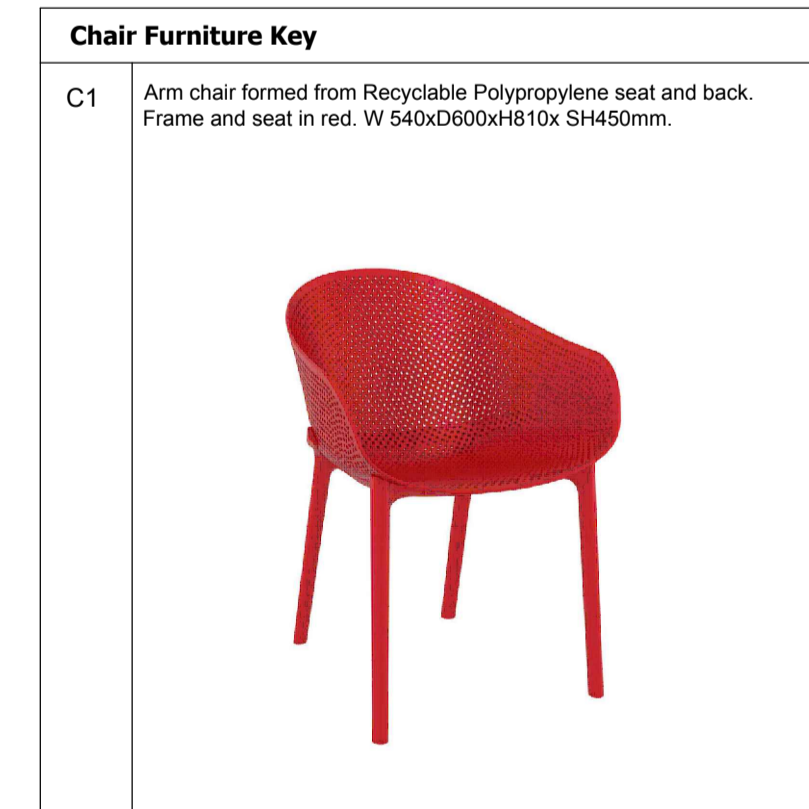 Chair Furniture Key
C1
Arm chair formed from Recyclable Polypropylene seat and back.
Frame and seat in red. W 540xD600xH810x SH450mm.